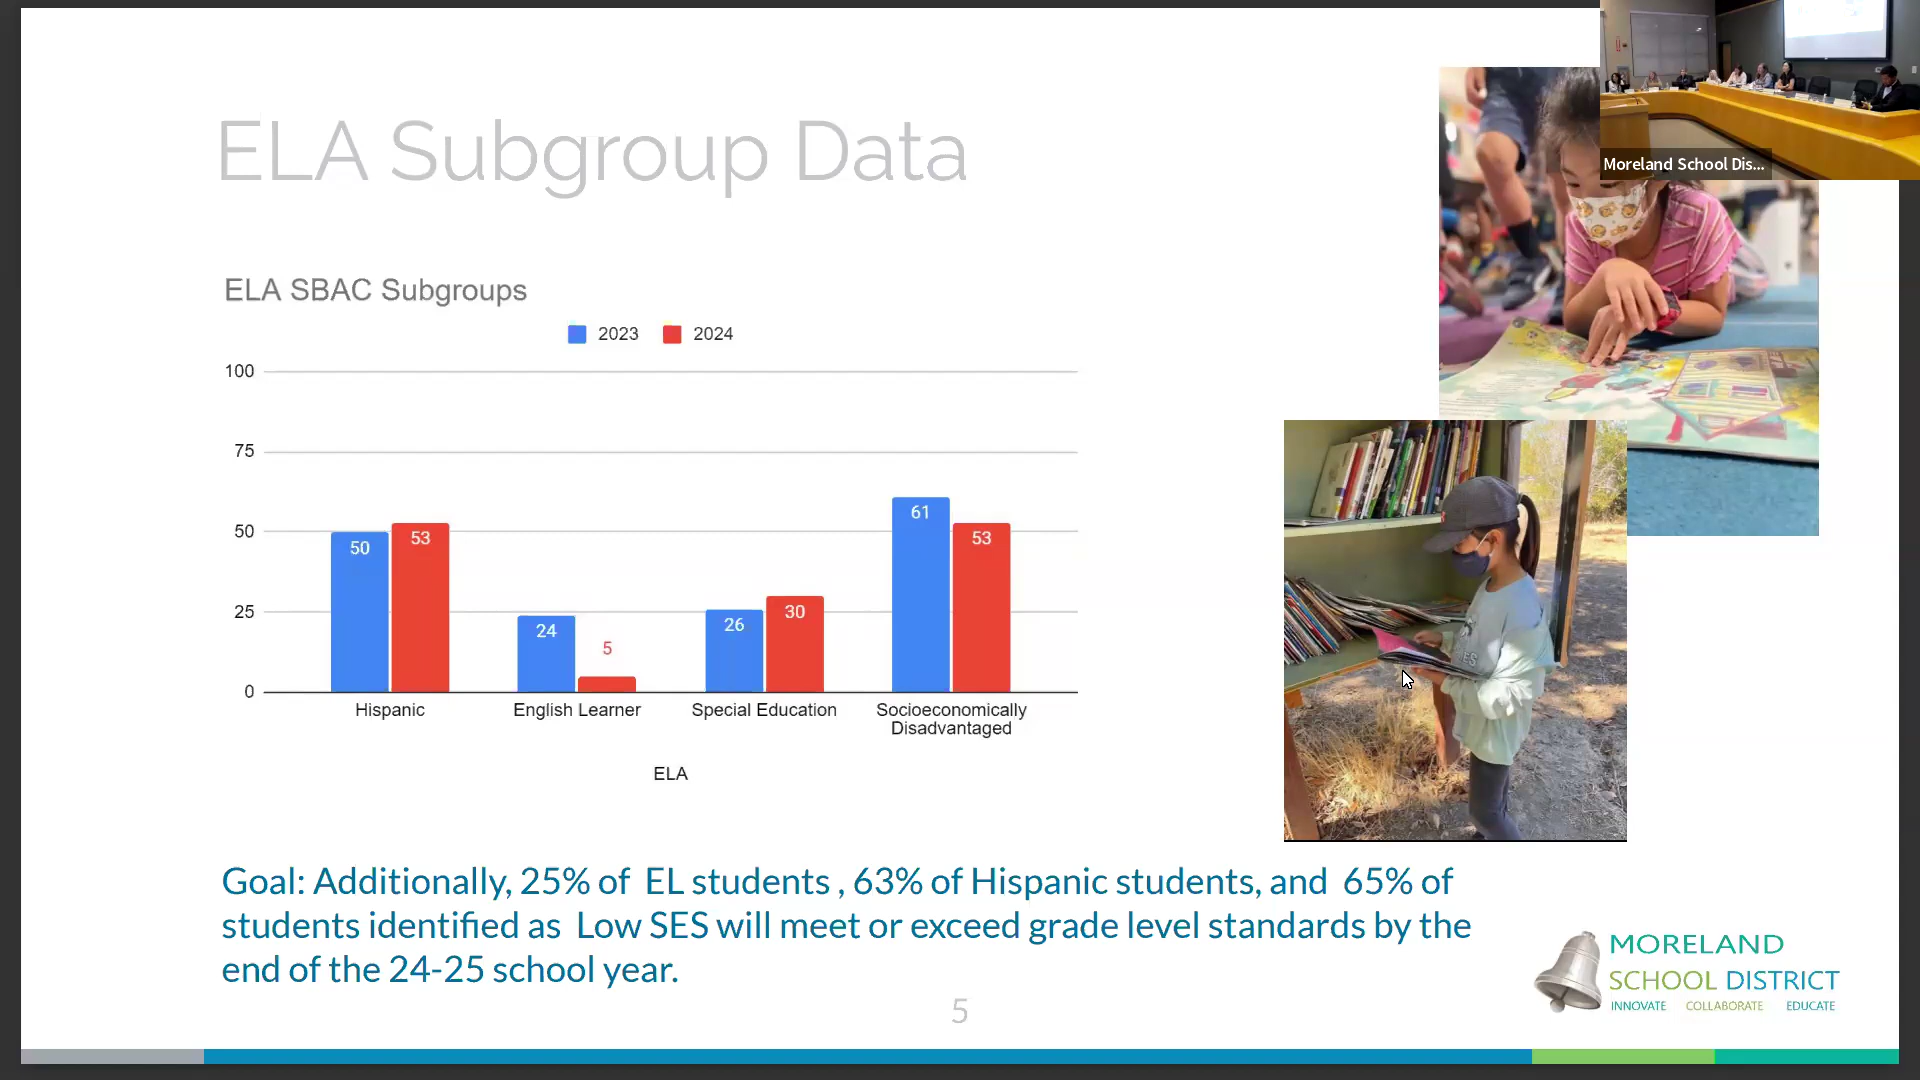 Moreland School Dis...
ELA Subgroup Data
ELA SBAC Subgroups
2023 2024
100
75
50
25
0
50 53
24 5
26 30
61 53
Hispanic
English Learner
Special Education
Socioeconomically
Disadvantaged
ELA
Goal: Additionally, 25% of EL students , 63% of Hispanic students, and 65% of
students identified as Low SES will meet or exceed grade level standards by the
end of the 24-25 school year.
5
MORELAND
SCHOOL DISTRICT
INNOVATE COLLABORATE EDUCATE